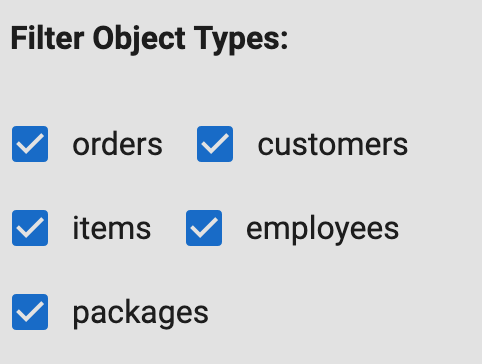 Filter Object Types:
orders customers
items employees
packages